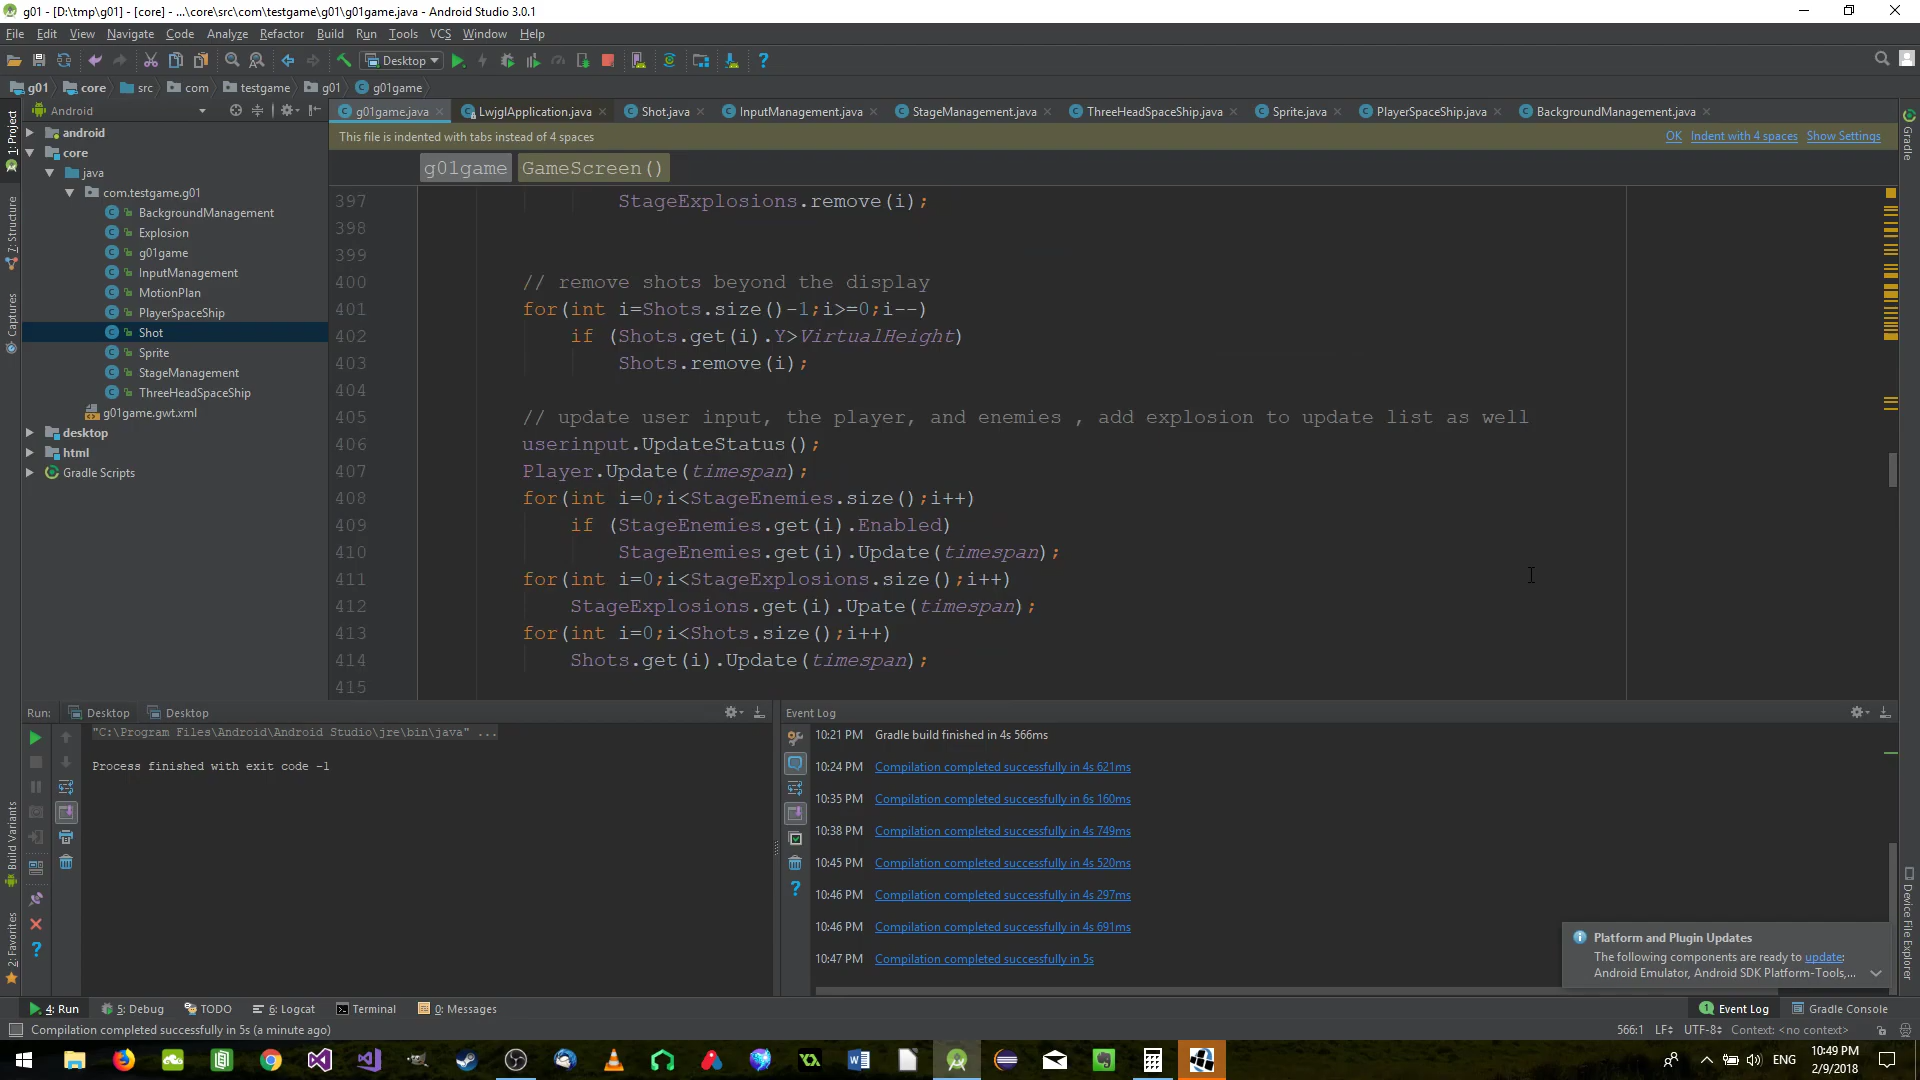 g01 - [D:\tmp\g01] - [core] - ...\core\src\com\testgame\g01\g01game.java - Android Studio 3.0.1
File Edit View Navigate Code Analyze Refactor Build Run Tools VCS Window Help
Desktop
g01 core src com testgame g01 g01game
1: Project
7: Structure
Captures
Build Variants
2: Favorites
Android
android
core
java
com.testgame.g01
BackgroundManagement
Explosion
g01game
InputManagement
MotionPlan
PlayerSpaceShip
Shot
Sprite
StageManagement
ThreeHeadSpaceShip
g01game.gwt.xml
desktop
html
Gradle Scripts
g01game.java LwjglApplication.java Shot.java InputManagement.java StageManagement.java ThreeHeadSpaceShip.java Sprite.java PlayerSpaceShip.java BackgroundManagement.java
This file is indented with tabs instead of 4 spaces OK Indent with 4 spaces Show Settings
g01game GameScreen()
397 StageExplosions.remove(i);
398
399
400 // remove shots beyond the display
401 for(int i=Shots.size()-1;i>=0;i--)
402 if (Shots.get(i).Y>VirtualHeight)
403 Shots.remove(i);
404
405 // update user input, the player, and enemies , add explosion to update list as well
406 userinput.UpdateStatus();
407 Player.Update(timespan);
408 for(int i=0;i<StageEnemies.size();i++)
409 if (StageEnemies.get(i).Enabled)
410 StageEnemies.get(i).Update(timespan);
411 for(int i=0;i<StageExplosions.size();i++)
412 StageExplosions.get(i).Upate(timespan);
413 for(int i=0;i<Shots.size();i++)
414 Shots.get(i).Update(timespan);
415
Gradle
Device File Explorer
Run: Desktop Desktop
"C:\Program Files\Android\Android Studio\jre\bin\java" ...
Process finished with exit code -1
Event Log
10:21 PM Gradle build finished in 4s 566ms
10:24 PM Compilation completed successfully in 4s 621ms
10:35 PM Compilation completed successfully in 6s 160ms
10:38 PM Compilation completed successfully in 4s 749ms
10:45 PM Compilation completed successfully in 4s 520ms
10:46 PM Compilation completed successfully in 4s 297ms
10:46 PM Compilation completed successfully in 4s 691ms
10:47 PM Compilation completed successfully in 5s
Platform and Plugin Updates
The following components are ready to update:
Android Emulator, Android SDK Platform-Tools,...
4: Run 5: Debug TODO 6: Logcat Terminal 0: Messages 1 Event Log Gradle Console
Compilation completed successfully in 5s (a minute ago) 566:1 LF÷ UTF-8÷ Context: <no context>
ENG 10:49 PM
2/9/2018